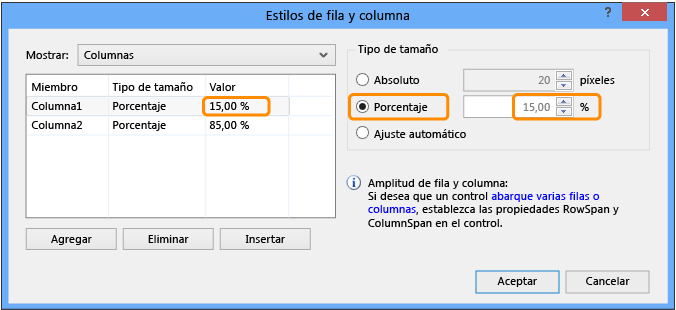 Estilos de fila y columna
?
Mostrar: Columnas
Miembro Tipo de tamaño Valor
Columna1 Porcentaje 15,00 %
Columna2 Porcentaje 85,00 %
Agregar Eliminar Insertar
Tipo de tamaño
Absoluto 20 píxeles
Porcentaje 15,00 %
Ajuste automático
Amplitud de fila y columna:
Si desea que un control abarque varias filas o
columnas, establezca las propiedades RowSpan y
ColumnSpan en el control.
Aceptar Cancelar